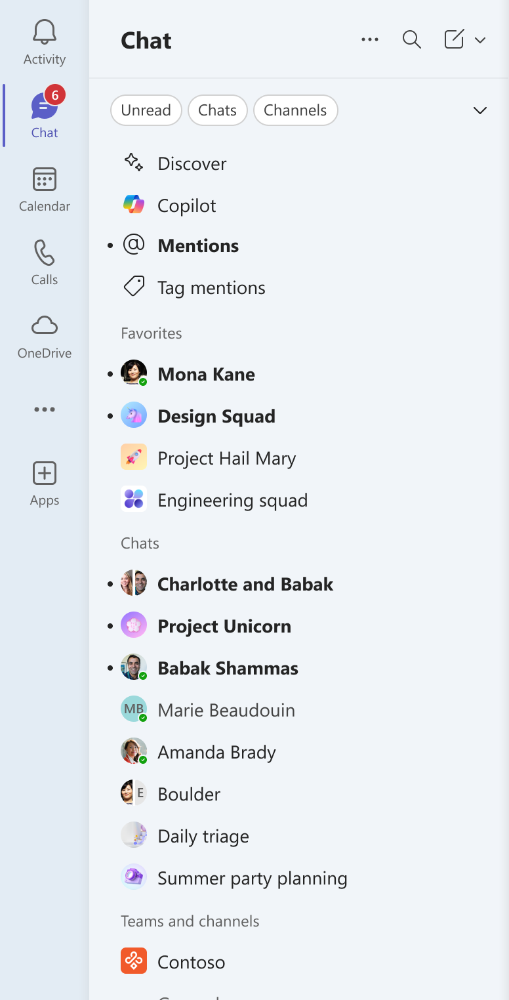 Activity
6
Chat
Calendar
Calls
OneDrive
Apps
Chat
Unread
Chats
Channels
Discover
Copilot
Mentions
Tag mentions
Favorites
Mona Kane
Design Squad
Project Hail Mary
Engineering squad
Chats
Charlotte and Babak
Project Unicorn
Babak Shammas
MB
Marie Beaudouin
Amanda Brady
E
Boulder
Daily triage
Summer party planning
Teams and channels
Contoso